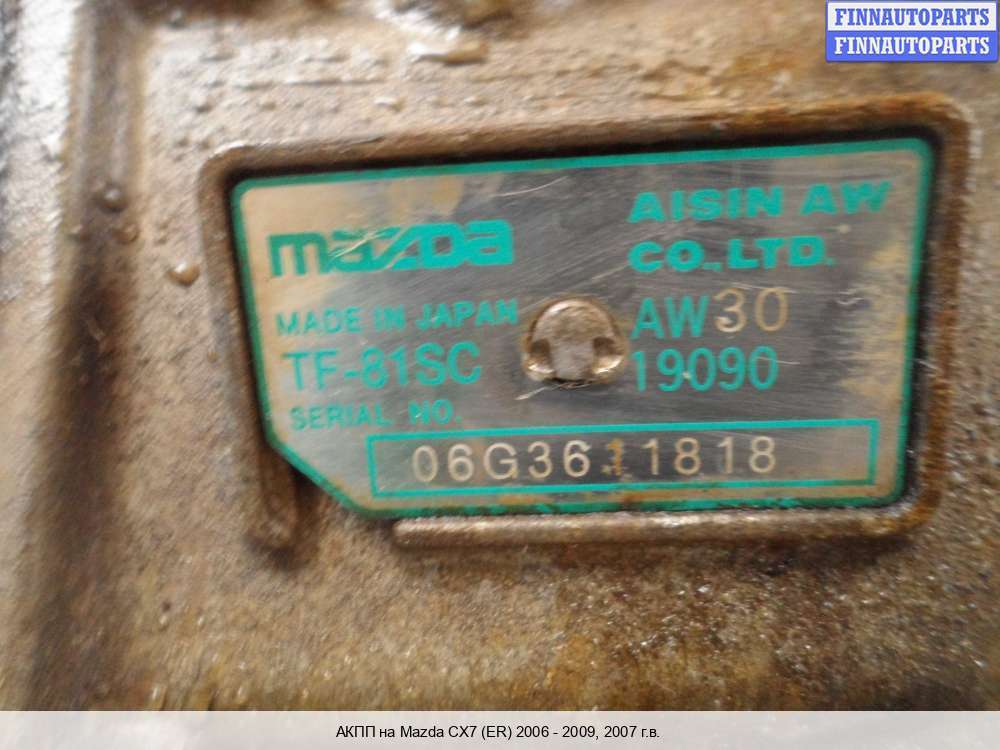 FINNAUTOPARTS
FINNAUTOPARTS
mazda
AISIN AW
CO.,LTD.
MADE IN JAPAN
AW30
TF-81SC
19090
SERIAL NO.
06G3611818
АКПП на Mazda CX7 (ER) 2006 - 2009, 2007 г.в.